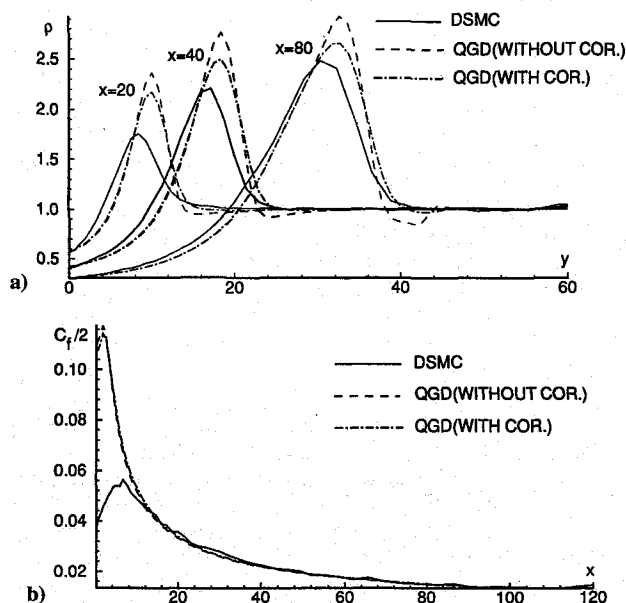 ρ
2.5
2.0
1.5
1.0
0.5
x=20
x=40
x=80
DSMC
QGD(WITHOUT COR.)
QGD(WITH COR.)
y
a)
0
20
40
60
C_f/2
0.10
0.08
0.06
0.04
0.02
DSMC
QGD(WITHOUT COR.)
QGD(WITH COR.)
x
b)
20
40
60
80
100
120